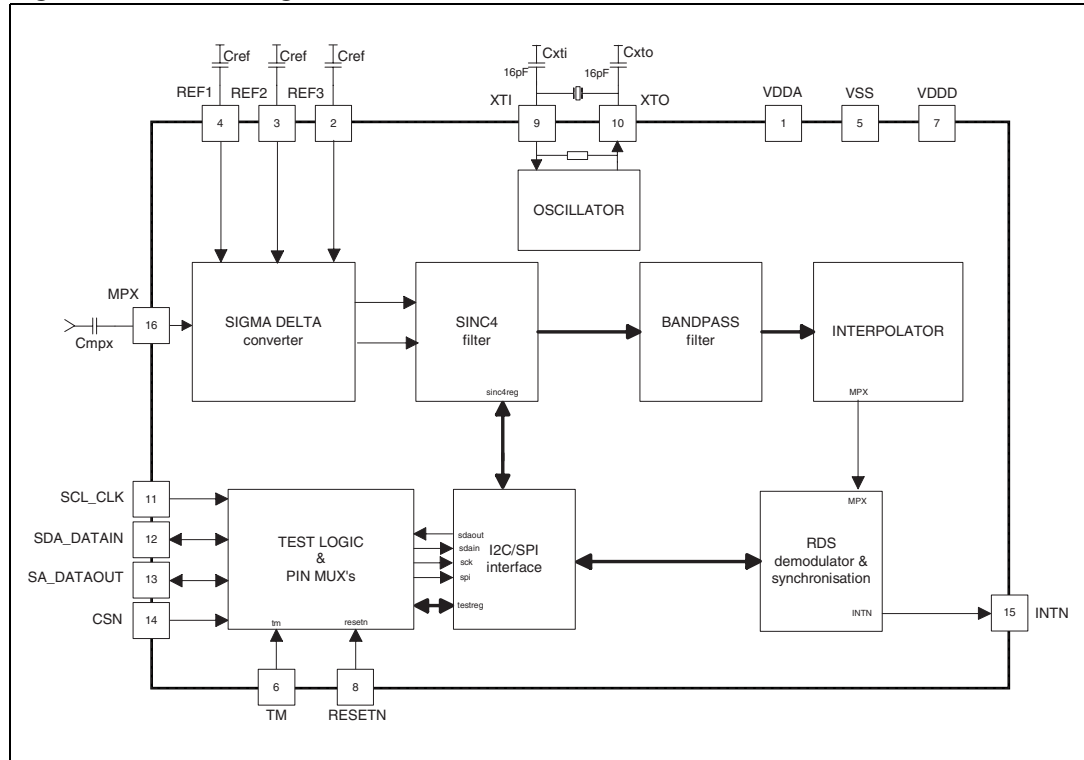 Cref Cref Cref Cxti Cxto
16pF 16pF
REF1 REF2 REF3 XTI XTO VDDA VSS VDDD
4 3 2 9 10 1 5 7
OSCILLATOR
MPX
16
Cmpx
SIGMA DELTA
converter
SINC4
filter
sinc4reg
BANDPASS
filter
INTERPOLATOR
MPX
SCL_CLK 11
SDA_DATAIN 12
SA_DATAOUT 13
CSN 14
TEST LOGIC
&
PIN MUX's
tm resetn
sdaout
sdain
sck
spi
testreg
I2C/SPI
interface
MPX
RDS
demodulator &
synchronisation
INTN
15 INTN
6 8
TM RESETN